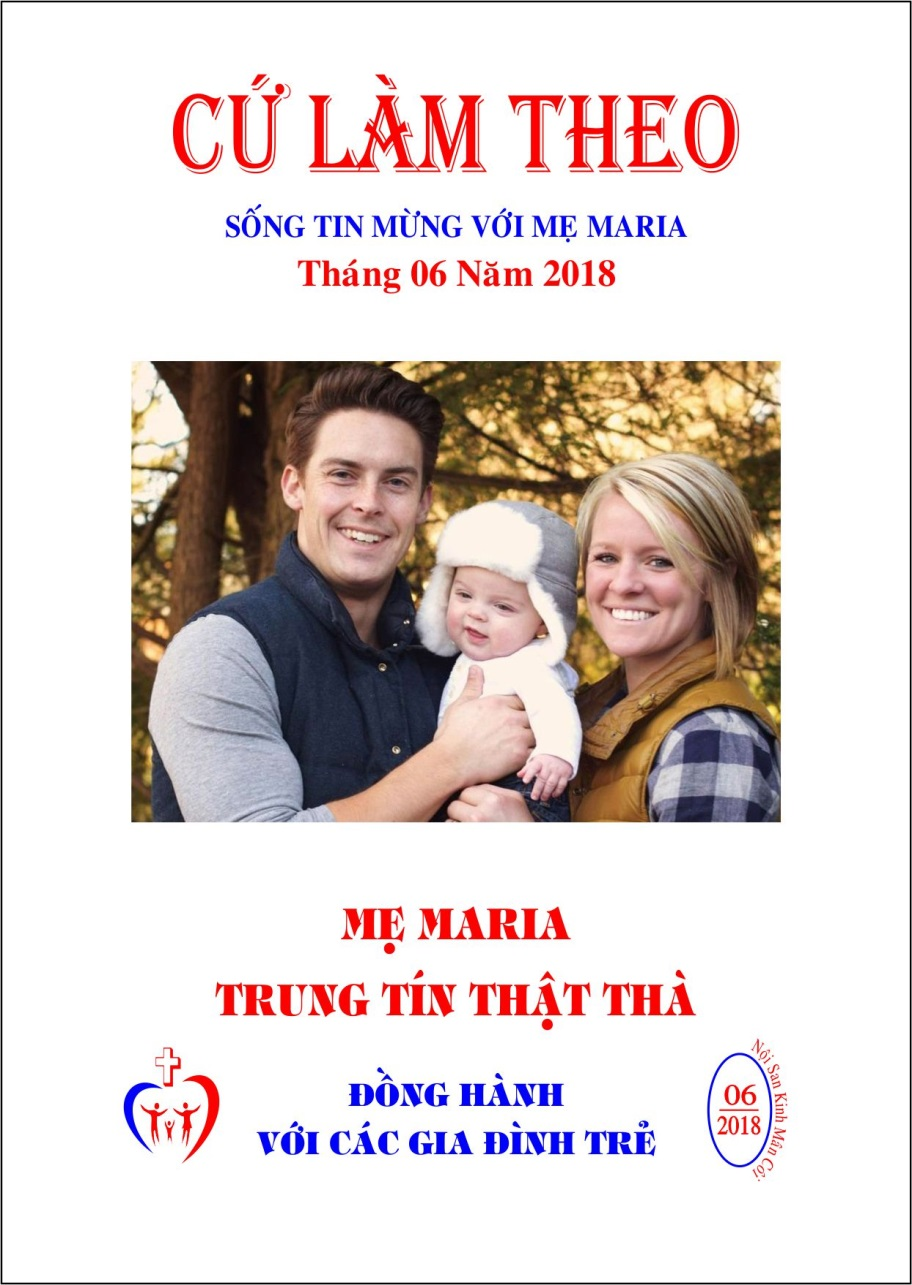 CỨ LÀM THEO
SỐNG TIN MỪNG VỚI MẸ MARIA
Tháng 06 Năm 2018
MẸ MARIA
TRUNG TÍN THẬT THÀ
ĐỒNG HÀNH
VỚI CÁC GIA ĐÌNH TRẺ
06
2018
Nội San Kinh Mân Côi